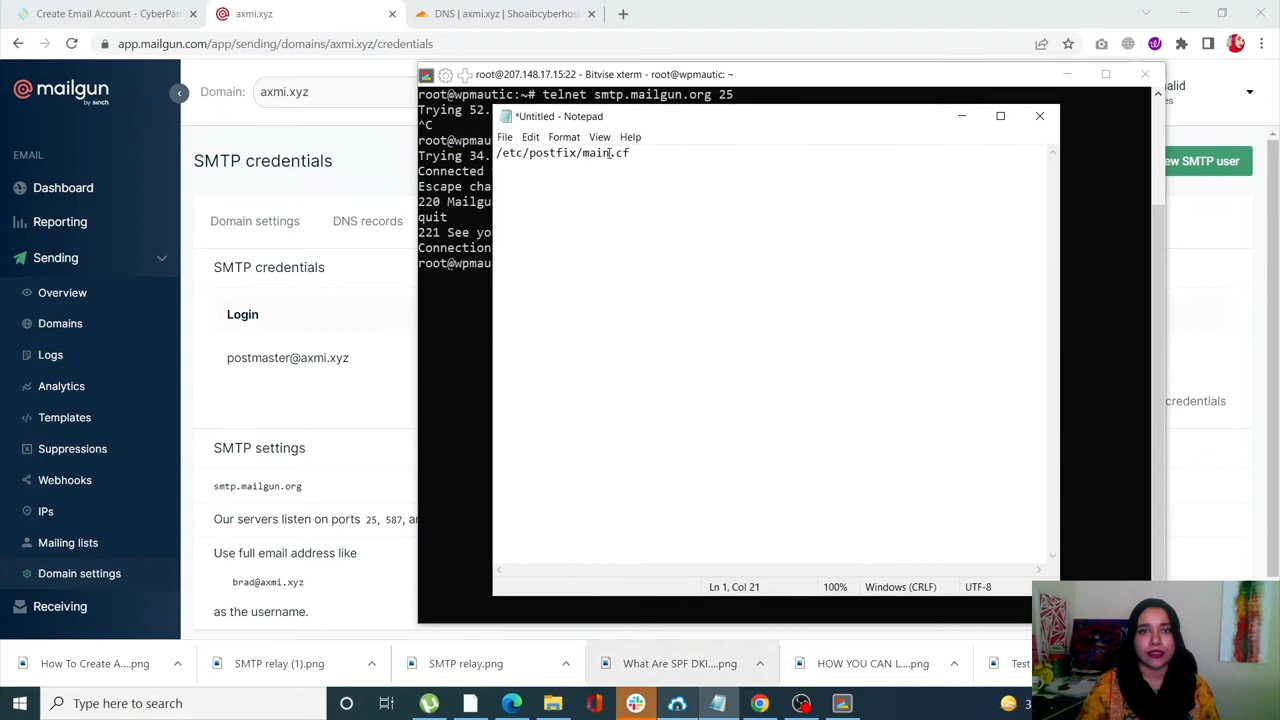 Create Email Account - CyberPan
axmi.xyz
DNS | axmi.xyz | Shoaibcyberhost
app.mailgun.com/app/sending/domains/axmi.xyz/credentials
mailgun
by sinch
Domain:
axmi.xyz
EMAIL
Dashboard
Reporting
Sending
Overview
Domains
Logs
Analytics
Templates
Suppressions
Webhooks
IPs
Mailing lists
Domain settings
Receiving
SMTP credentials
Domain settings
DNS records
SMTP credentials
Login
postmaster@axmi.xyz
SMTP settings
smtp.mailgun.org
Our servers listen on ports 25, 587, a
Use full email address like
brad@axmi.xyz
as the username.
root@207.148.17.15:22 - Bitvise xterm - root@wpmautic: ~
root@wpmautic:~# telnet smtp.mailgun.org 25
Trying 52.
^C
root@wpmau
Trying 34.
Connected
Escape cha
220 Mailgu
quit
221 See yo
Connection
root@wpmau
*Untitled - Notepad
File Edit Format View Help
/etc/postfix/main.cf
Ln 1, Col 21
100%
Windows (CRLF)
UTF-8
halid
es
ew SMTP user
credentials
How To Create A....png
SMTP relay (1).png
SMTP relay.png
What Are SPF DKI....png
HOW YOU CAN L....png
Test
Type here to search
3